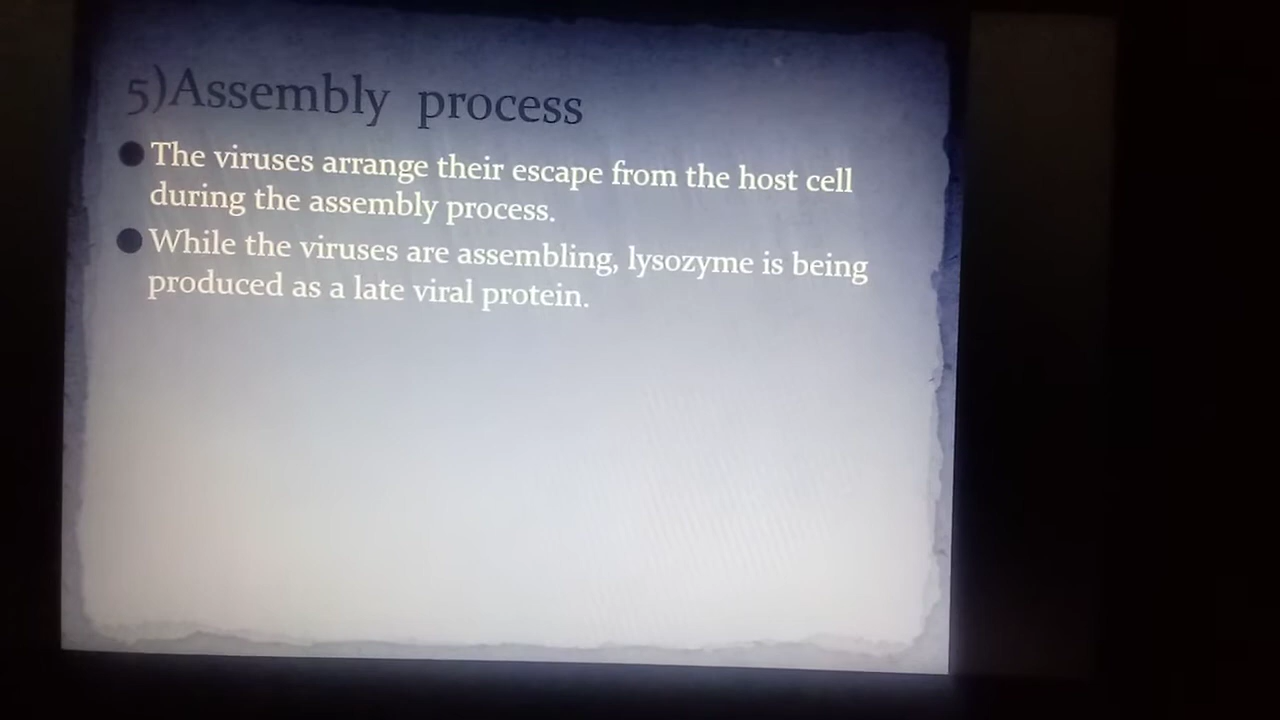 5)Assembly process
The viruses arrange their escape from the host cell
during the assembly process.
While the viruses are assembling, lysozyme is being
produced as a late viral protein.